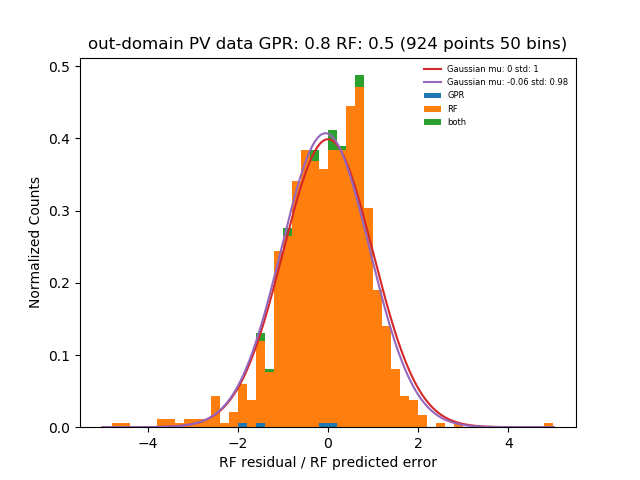 out-domain PV data GPR: 0.8 RF: 0.5 (924 points 50 bins)
Gaussian mu: 0 std: 1
Gaussian mu: -0.06 std: 0.98
GPR
RF
both
Normalized Counts
0.5
0.4
0.3
0.2
0.1
0.0
−4
−2
0
2
4
RF residual / RF predicted error